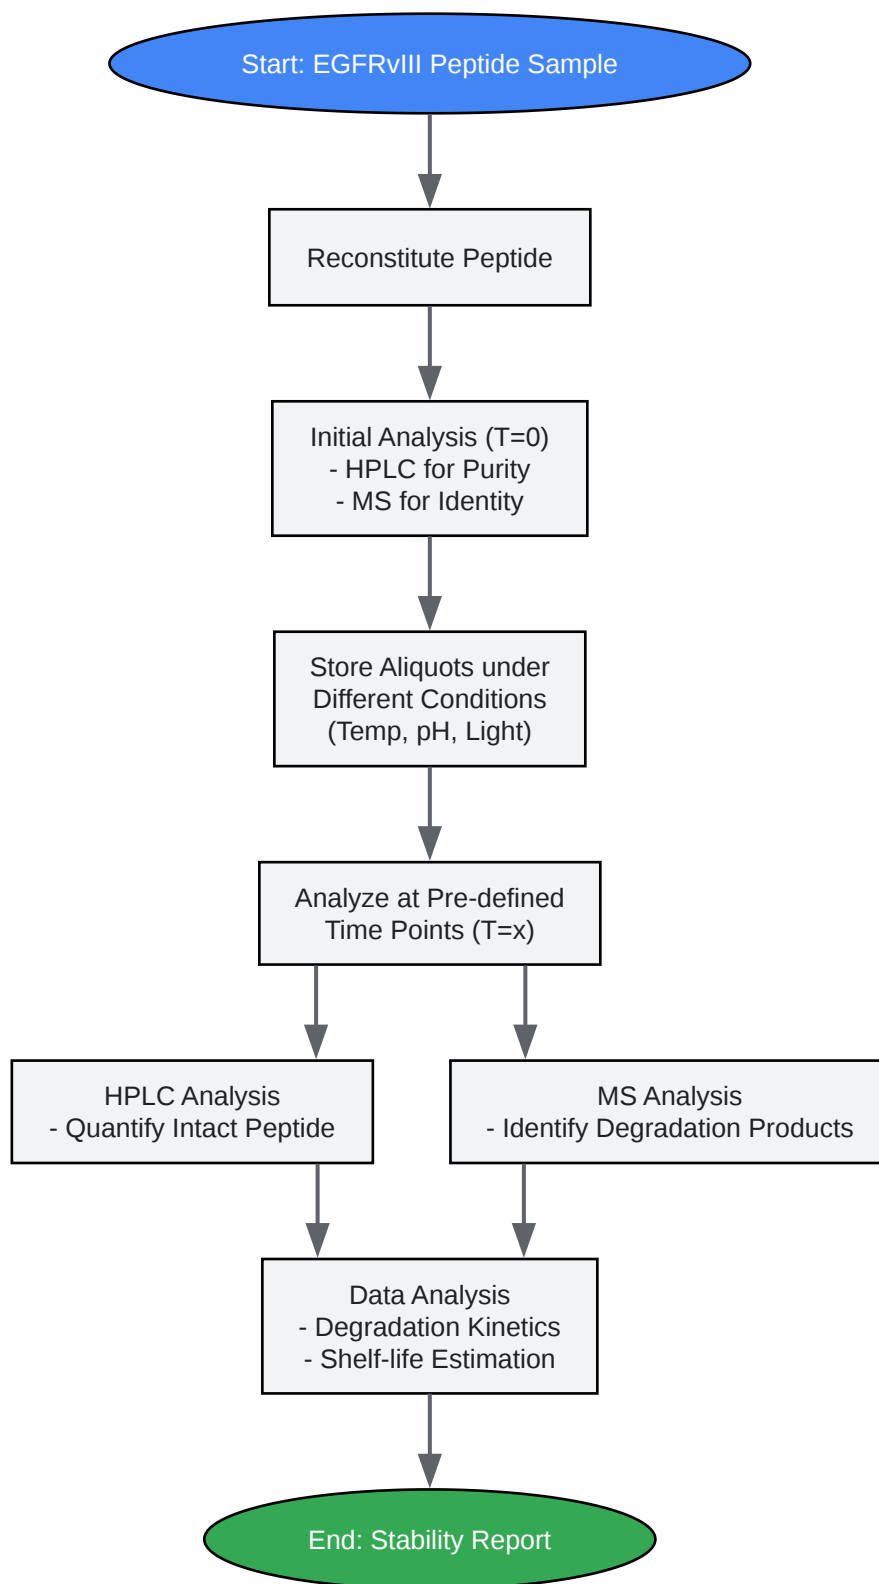 Start: EGFRvIII Peptide Sample
Reconstitute Peptide
Initial Analysis (T=0)
- HPLC for Purity
- MS for Identity
Store Aliquots under
Different Conditions
(Temp, pH, Light)
Analyze at Pre-defined
Time Points (T=x)
HPLC Analysis
- Quantify Intact Peptide
MS Analysis
- Identify Degradation Products
Data Analysis
- Degradation Kinetics
- Shelf-life Estimation
End: Stability Report